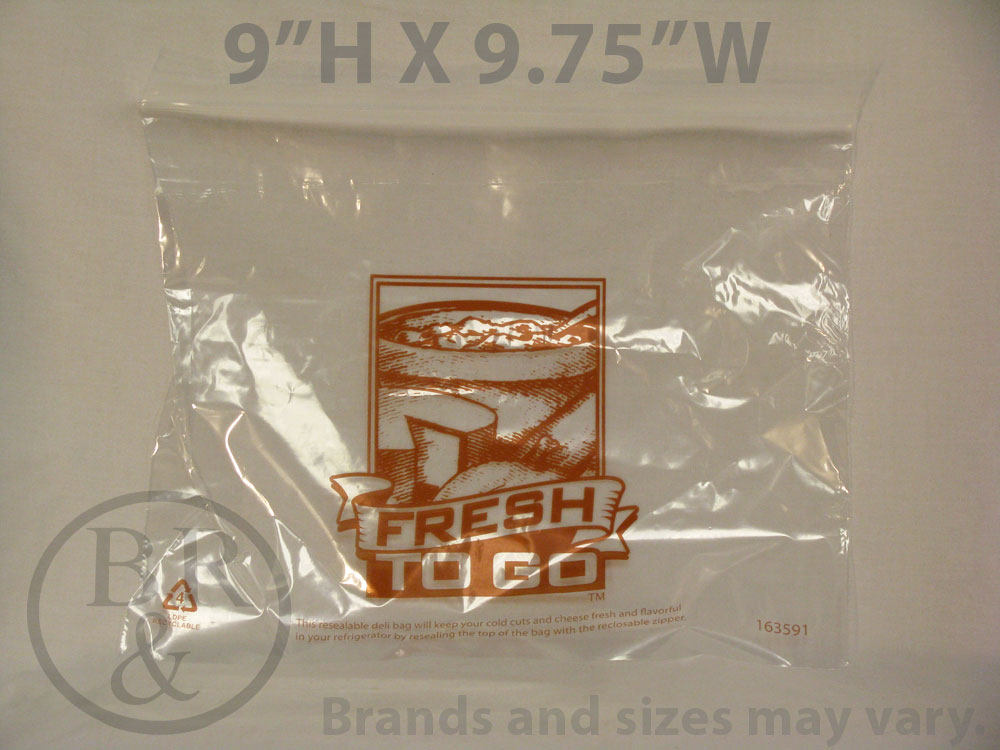 9”H X 9.75”W
FRESH
TO GO
TM
This resealable deli bag will keep your cold cuts and cheese fresh and flavorful
in your refrigerator by resealing the top of the bag with the reclosable zipper.
163591
4
LDPE
RECYCLABLE
B R
&
Brands and sizes may vary.